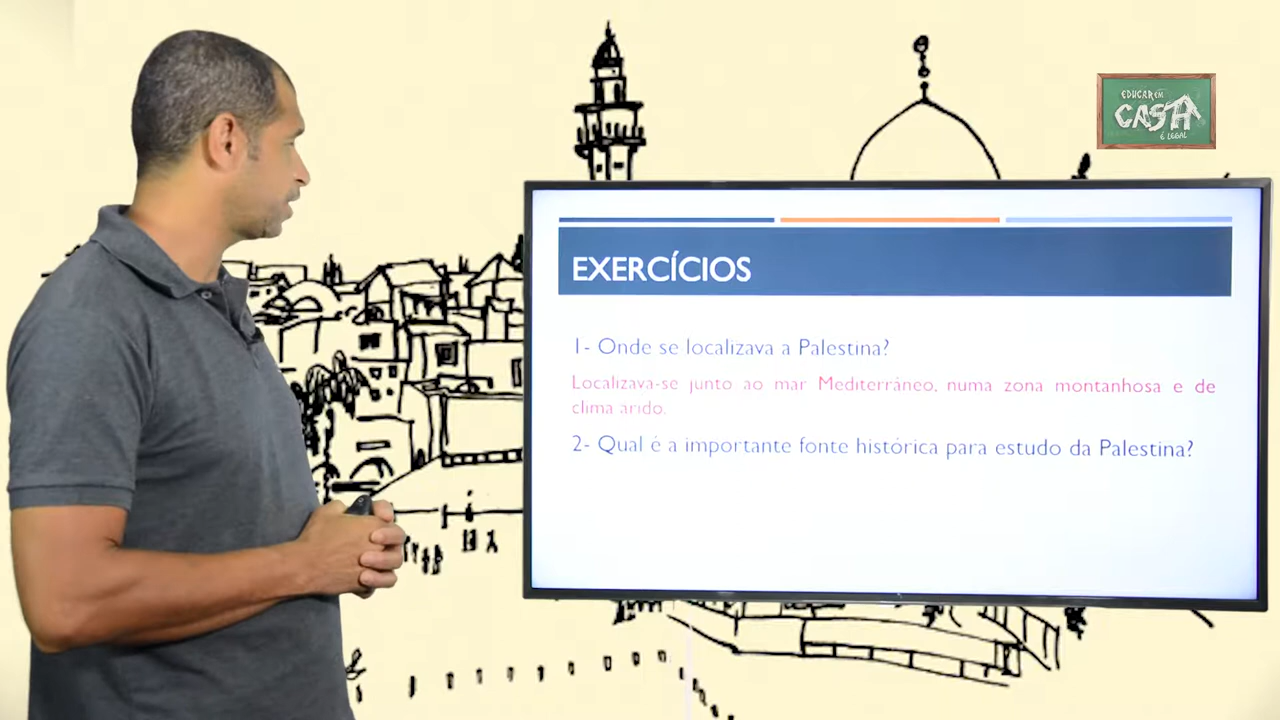 EDUCAR EM
CASA
É LEGAL
EXERCÍCIOS
1- Onde se localizava a Palestina?
Localizava-se junto ao mar Mediterrâneo, numa zona montanhosa e de
clima arido.
2- Qual é a importante fonte histórica para estudo da Palestina?